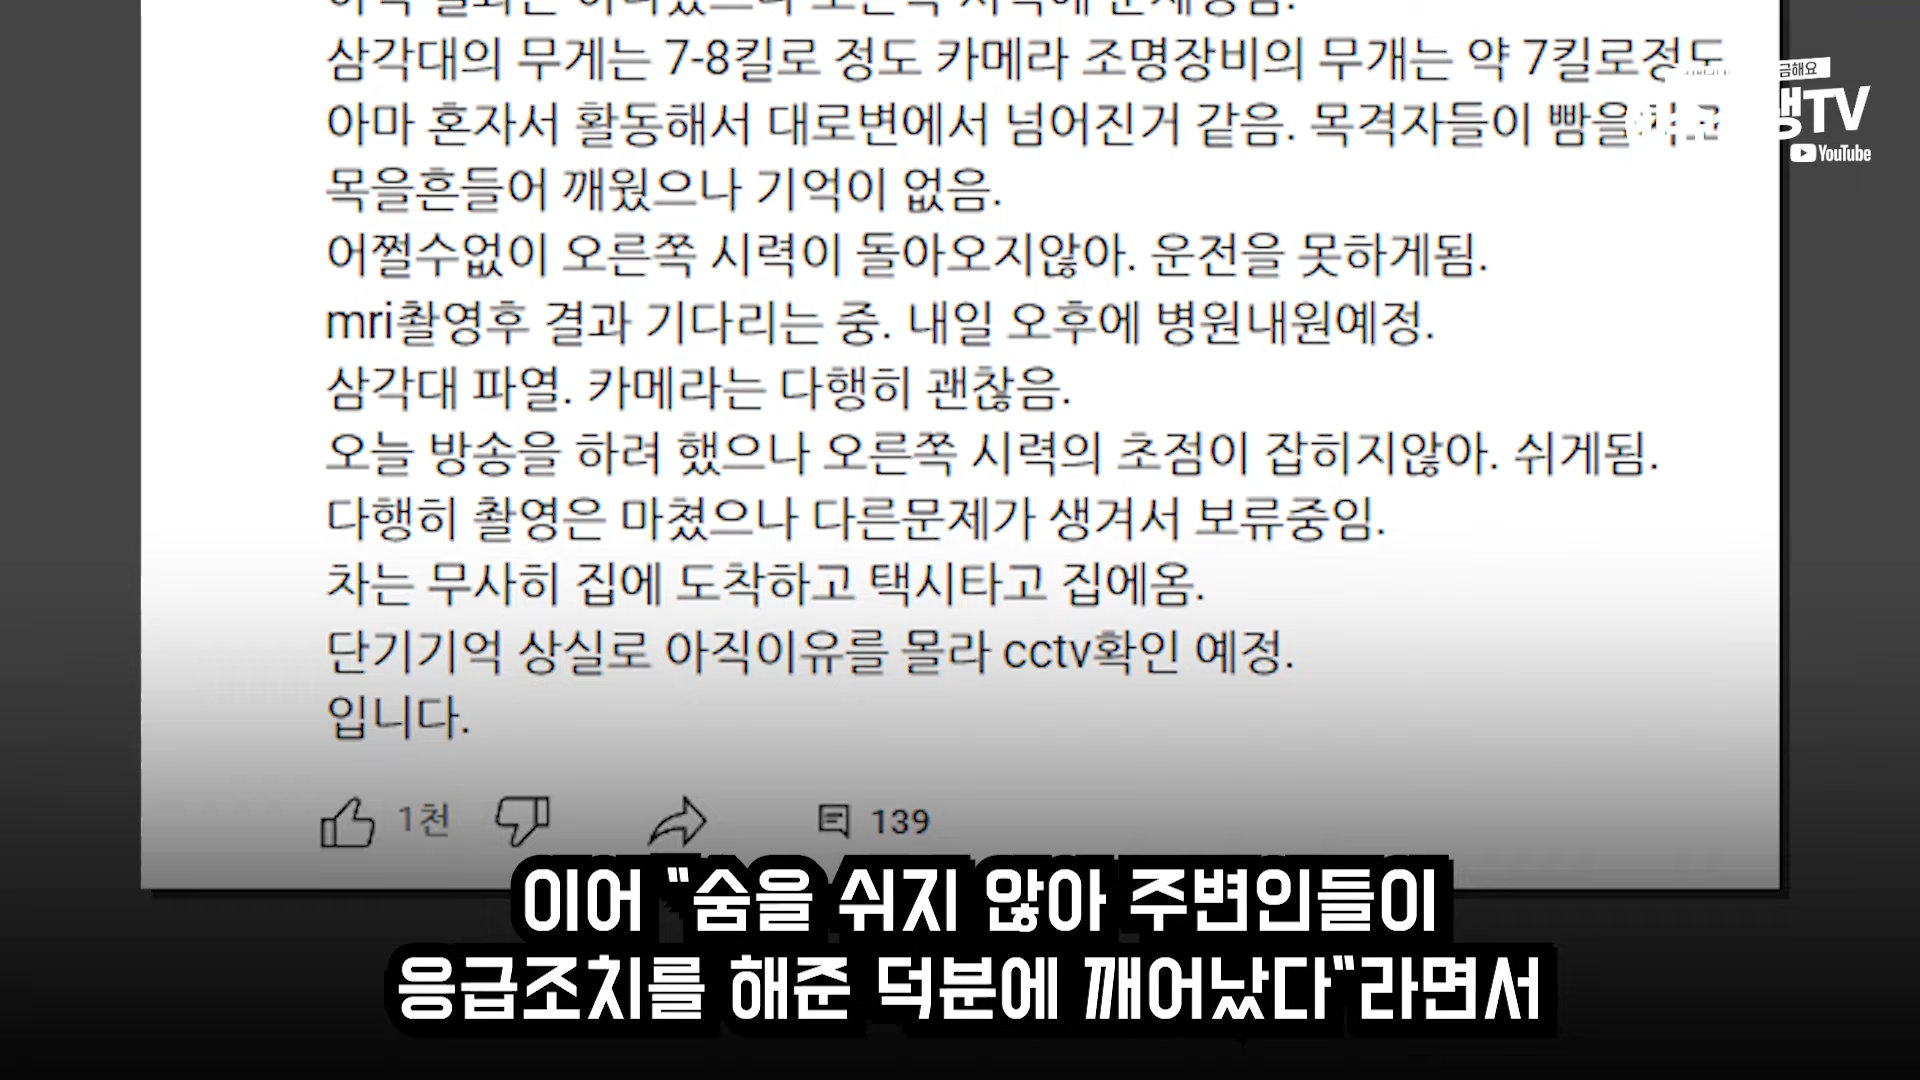 삼각대의 무게는 7-8킬로 정도 카메라 조명장비의 무개는 약 7킬로정도
금해요
아마 혼자서 활동해서 대로변에서 넘어진거 같음. 목격자들이 빰을
생TV
YouTube
목을흔들어 깨웠으나 기억이 없음.
어쩔수없이 오른쪽 시력이 돌아오지않아. 운전을 못하게됨.
mri촬영후 결과 기다리는 중. 내일 오후에 병원내원예정.
삼각대 파열. 카메라는 다행히 괜찮음.
오늘 방송을 하려 했으나 오른쪽 시력의 초점이 잡히지않아. 쉬게됨.
다행히 촬영은 마쳤으나 다른문제가 생겨서 보류중임.
차는 무사히 집에 도착하고 택시타고 집에옴.
단기기억 상실로 아직이유를 몰라 cctv확인 예정.
입니다.
1천 139
이어 "숨을 쉬지 않아 주변인들이
응급조치를 해준 덕분에 깨어났다"라면서